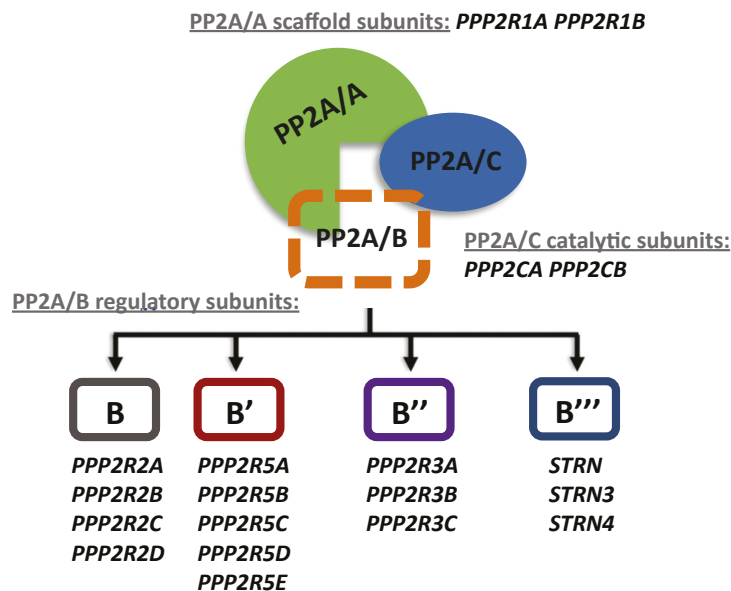 PP2A/A scaffold subunits: PPP2R1A PPP2R1B
PP2A/A
PP2A/C
PP2A/B
PP2A/C catalytic subunits:
PPP2CA PPP2CB
PP2A/B regulatory subunits:
B
PPP2R2A
PPP2R2B
PPP2R2C
PPP2R2D
B'
PPP2R5A
PPP2R5B
PPP2R5C
PPP2R5D
PPP2R5E
B''
PPP2R3A
PPP2R3B
PPP2R3C
B'''
STRN
STRN3
STRN4